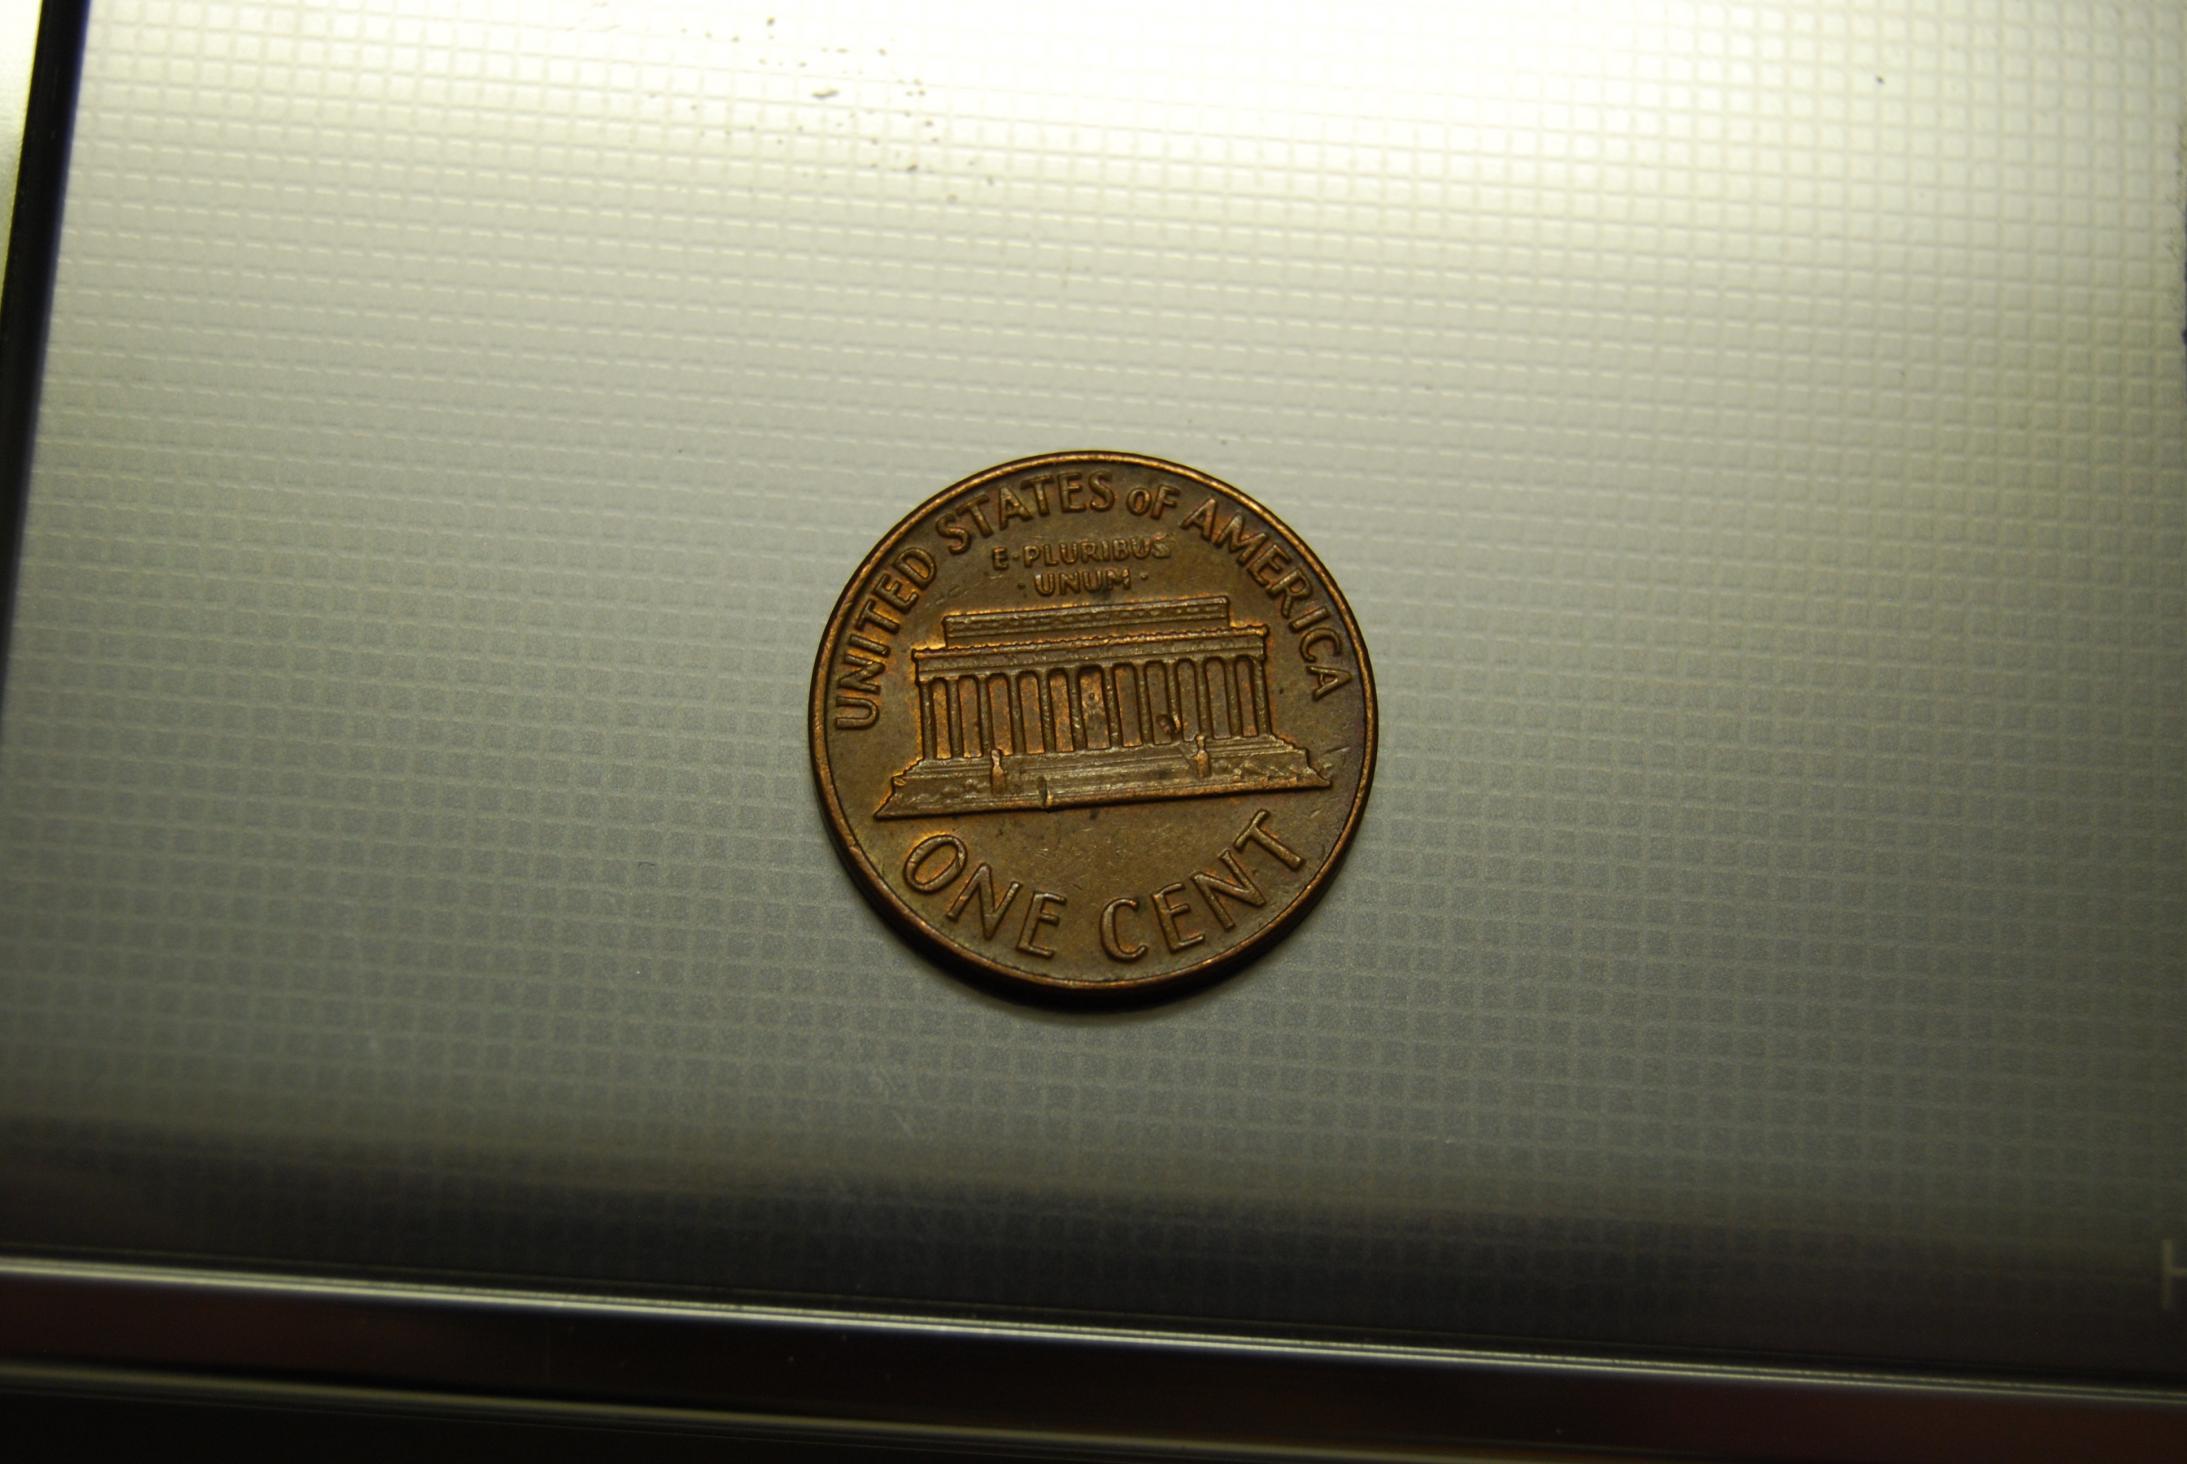 UNITED STATES oF AMERICA
E·PLURIBUS
·UNUM·
ONE CENT